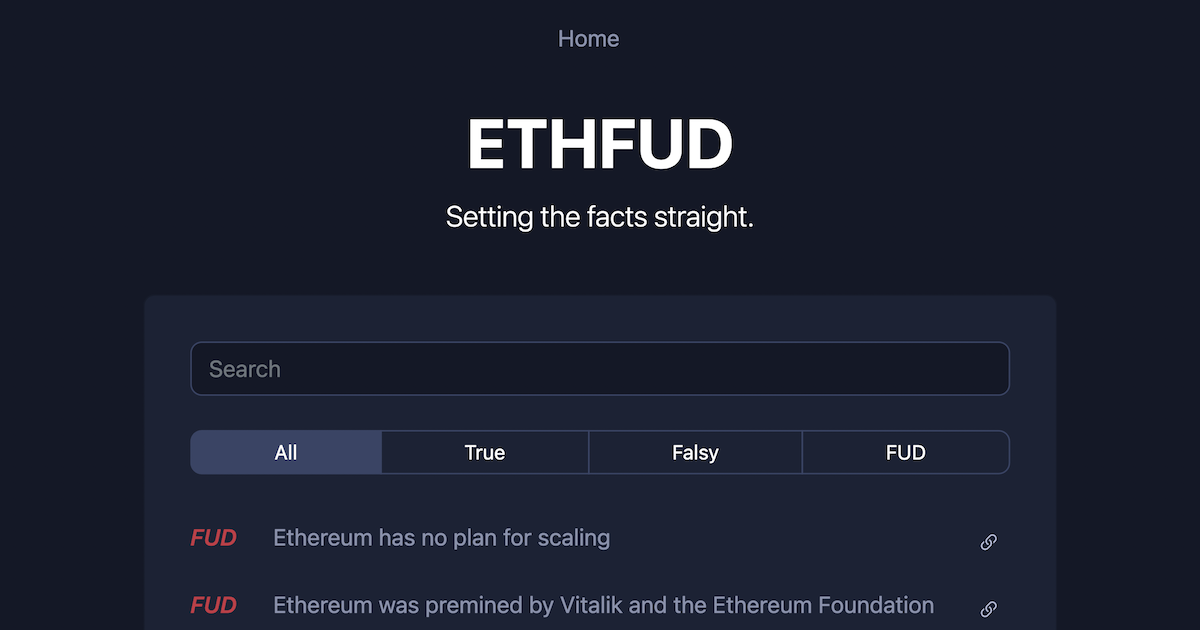 Home
ETHFUD
Setting the facts straight.
Search
All True Falsy FUD
FUD Ethereum has no plan for scaling
FUD Ethereum was premined by Vitalik and the Ethereum Foundation